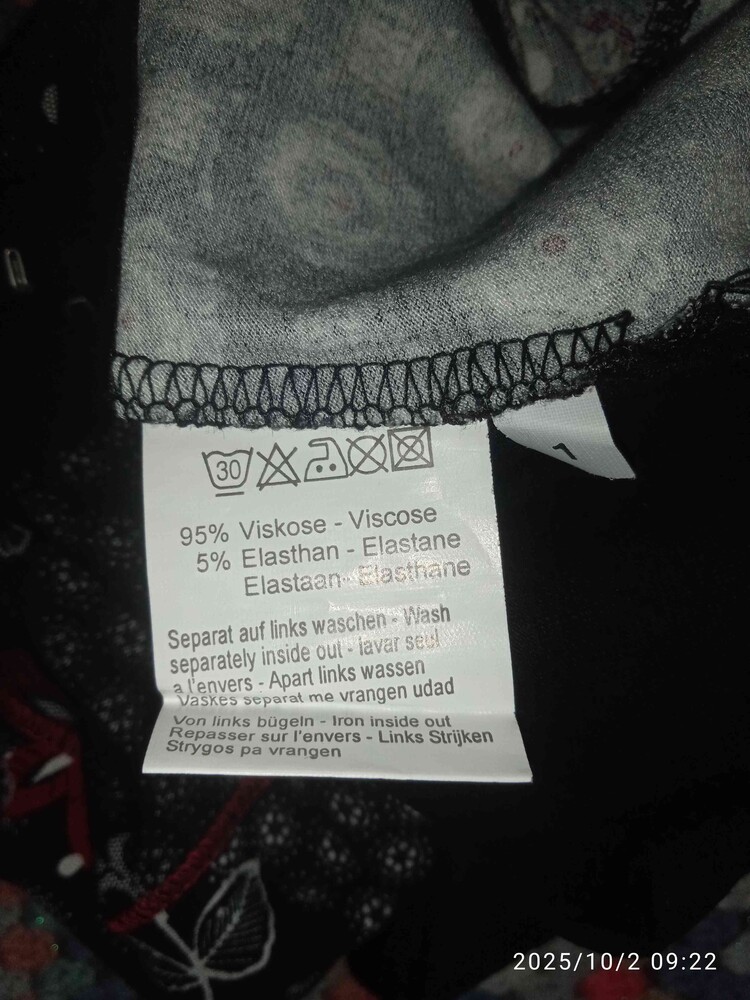 30
1
95% Viskose - Viscose
5% Elasthan - Elastane
Elastaan- Elasthane
Separat auf links waschen - Wash
separately inside out - lavar seul
a l'envers - Apart links wassen
Vaskes separat me vrangen udad
Von links bügeln - Iron inside out
Repasser sur l'envers - Links Strijken
Strygos pa vrangen
2025/10/2 09:22